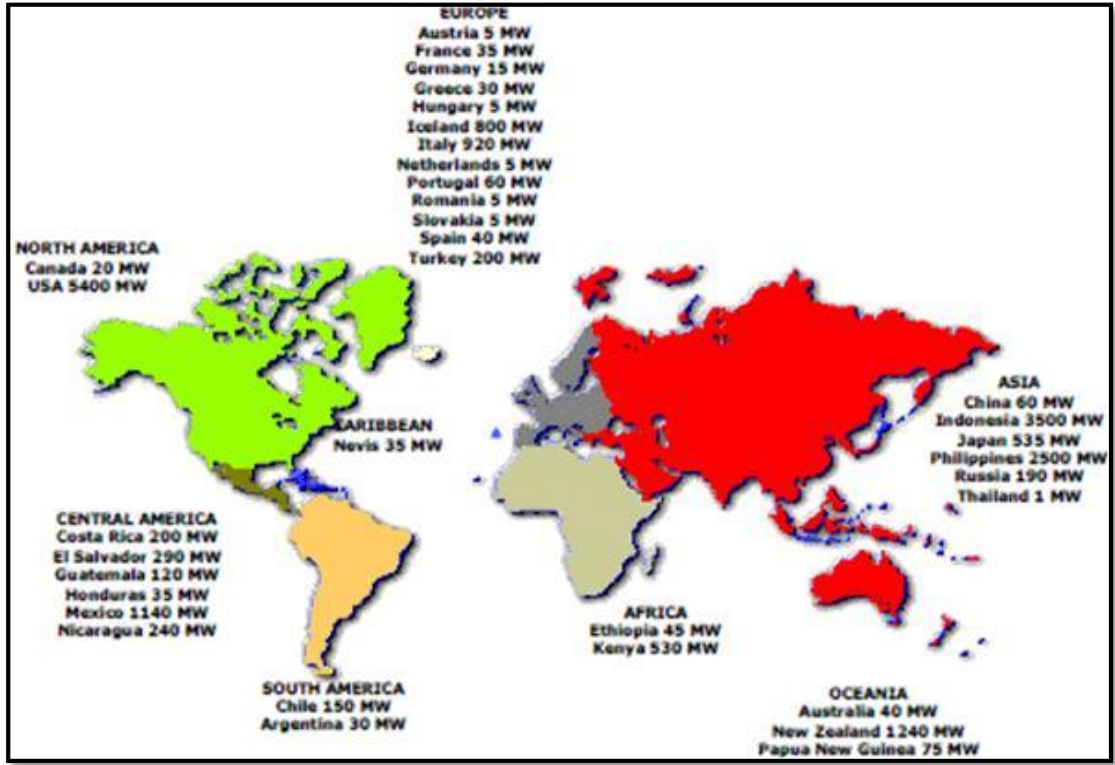 EUROPE
Austria 5 MW
France 35 MW
Germany 15 MW
Greece 30 MW
Hungary 5 MW
Iceland 800 MW
Italy 920 MW
Netherlands 5 MW
Portugal 60 MW
Romania 5 MW
Slovakia 5 MW
Spain 40 MW
Turkey 200 MW
NORTH AMERICA
Canada 20 MW
USA 5400 MW
CARIBBEAN
Nevis 35 MW
ASIA
China 60 MW
Indonesia 3500 MW
Japan 535 MW
Philippines 2500 MW
Russia 190 MW
Thailand 1 MW
CENTRAL AMERICA
Costa Rica 200 MW
El Salvador 290 MW
Guatemala 120 MW
Honduras 35 MW
Mexico 1140 MW
Nicaragua 240 MW
AFRICA
Ethiopia 45 MW
Kenya 530 MW
SOUTH AMERICA
Chile 150 MW
Argentina 30 MW
OCEANIA
Australia 40 MW
New Zealand 1240 MW
Papua New Guinea 75 MW